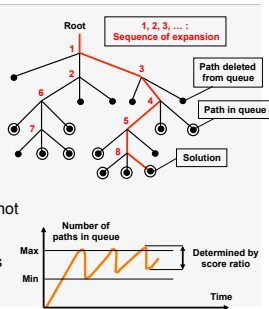 Root
1, 2, 3, ... :
Sequence of expansion
1
2
3
Path deleted
from queue
6
4
Path in queue
5
7
8
Solution
not
Number of
paths in queue
Max
Determined by
score ratio
s
Min
Time